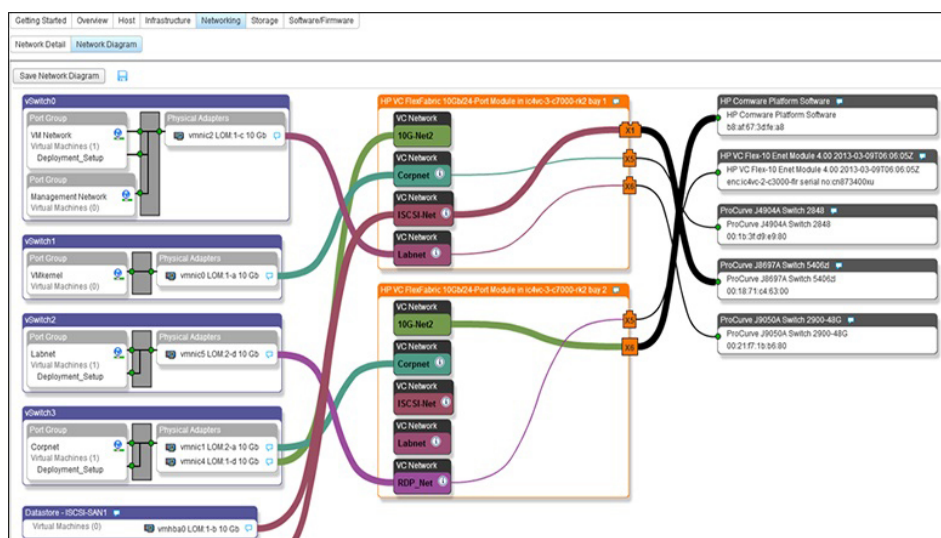 Getting Started Overview Host Infrastructure Networking Storage Software/Firmware
Network Detail Network Diagram
Save Network Diagram
vSwitch0
Port Group
VM Network
Virtual Machines (1)
Deployment_Setup
Port Group
Management Network
Virtual Machines (0)
Physical Adapters
vmnic2 LOM:1-c 10 Gb
vSwitch1
Port Group
VMkernel
Virtual Machines (0)
Physical Adapters
vmnic0 LOM:1-a 10 Gb
vSwitch2
Port Group
Labnet
Virtual Machines (1)
Deployment_Setup
Physical Adapters
vmnic5 LOM:2-d 10 Gb
vSwitch3
Port Group
Corpnet
Virtual Machines (1)
Deployment_Setup
Physical Adapters
vmnic1 LOM:2-a 10 Gb
vmnic4 LOM:1-d 10 Gb
Datastore - ISCSI-SAN1
Virtual Machines (0)
vmhba0 LOM:1-b 10 Gb
HP VC FlexFabric 10Gb/24-Port Module in ic4vc-3-c7000-rk2 bay 1
VC Network
10G-Net2
VC Network
Corpnet
VC Network
ISCSI-Net
VC Network
Labnet
X1
X5
X6
HP VC FlexFabric 10Gb/24-Port Module in ic4vc-3-c7000-rk2 bay 2
VC Network
10G-Net2
VC Network
Corpnet
VC Network
ISCSI-Net
VC Network
Labnet
VC Network
RDP_Net
X5
X6
HP Comware Platform Software
HP Comware Platform Software
b8:af:67:3d:fe:a8
HP VC Flex-10 Enet Module 4.00 2013-03-09T06:06:05Z
HP VC Flex-10 Enet Module 4.00 2013-03-09T06:06:05Z
enc:ic4vc-2-c3000-flr serial no:cn873400xu
ProCurve J4904A Switch 2848
ProCurve J4904A Switch 2848
00:1b:3f:d9:e9:80
ProCurve J8697A Switch 5406zl
ProCurve J8697A Switch 5406zl
00:18:71:c4:63:00
ProCurve J9050A Switch 2900-48G
ProCurve J9050A Switch 2900-48G
00:21:f7:1b:b6:80